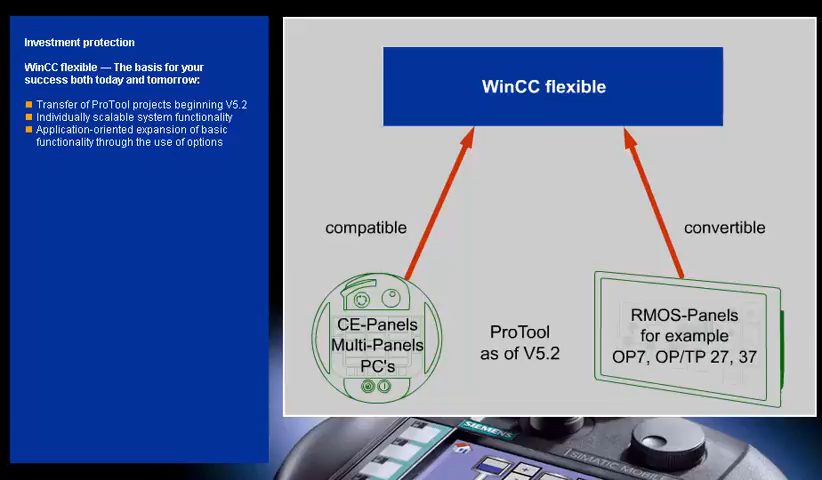 Investment protection
WinCC flexible — The basis for your
success both today and tomorrow:
Transfer of ProTool projects beginning V5.2
Individually scalable system functionality
Application-oriented expansion of basic
functionality through the use of options
WinCC flexible
compatible
convertible
CE-Panels
Multi-Panels
PC's
ProTool
as of V5.2
RMOS-Panels
for example
OP7, OP/TP 27, 37
SIEMENS
SIMATIC MOBI